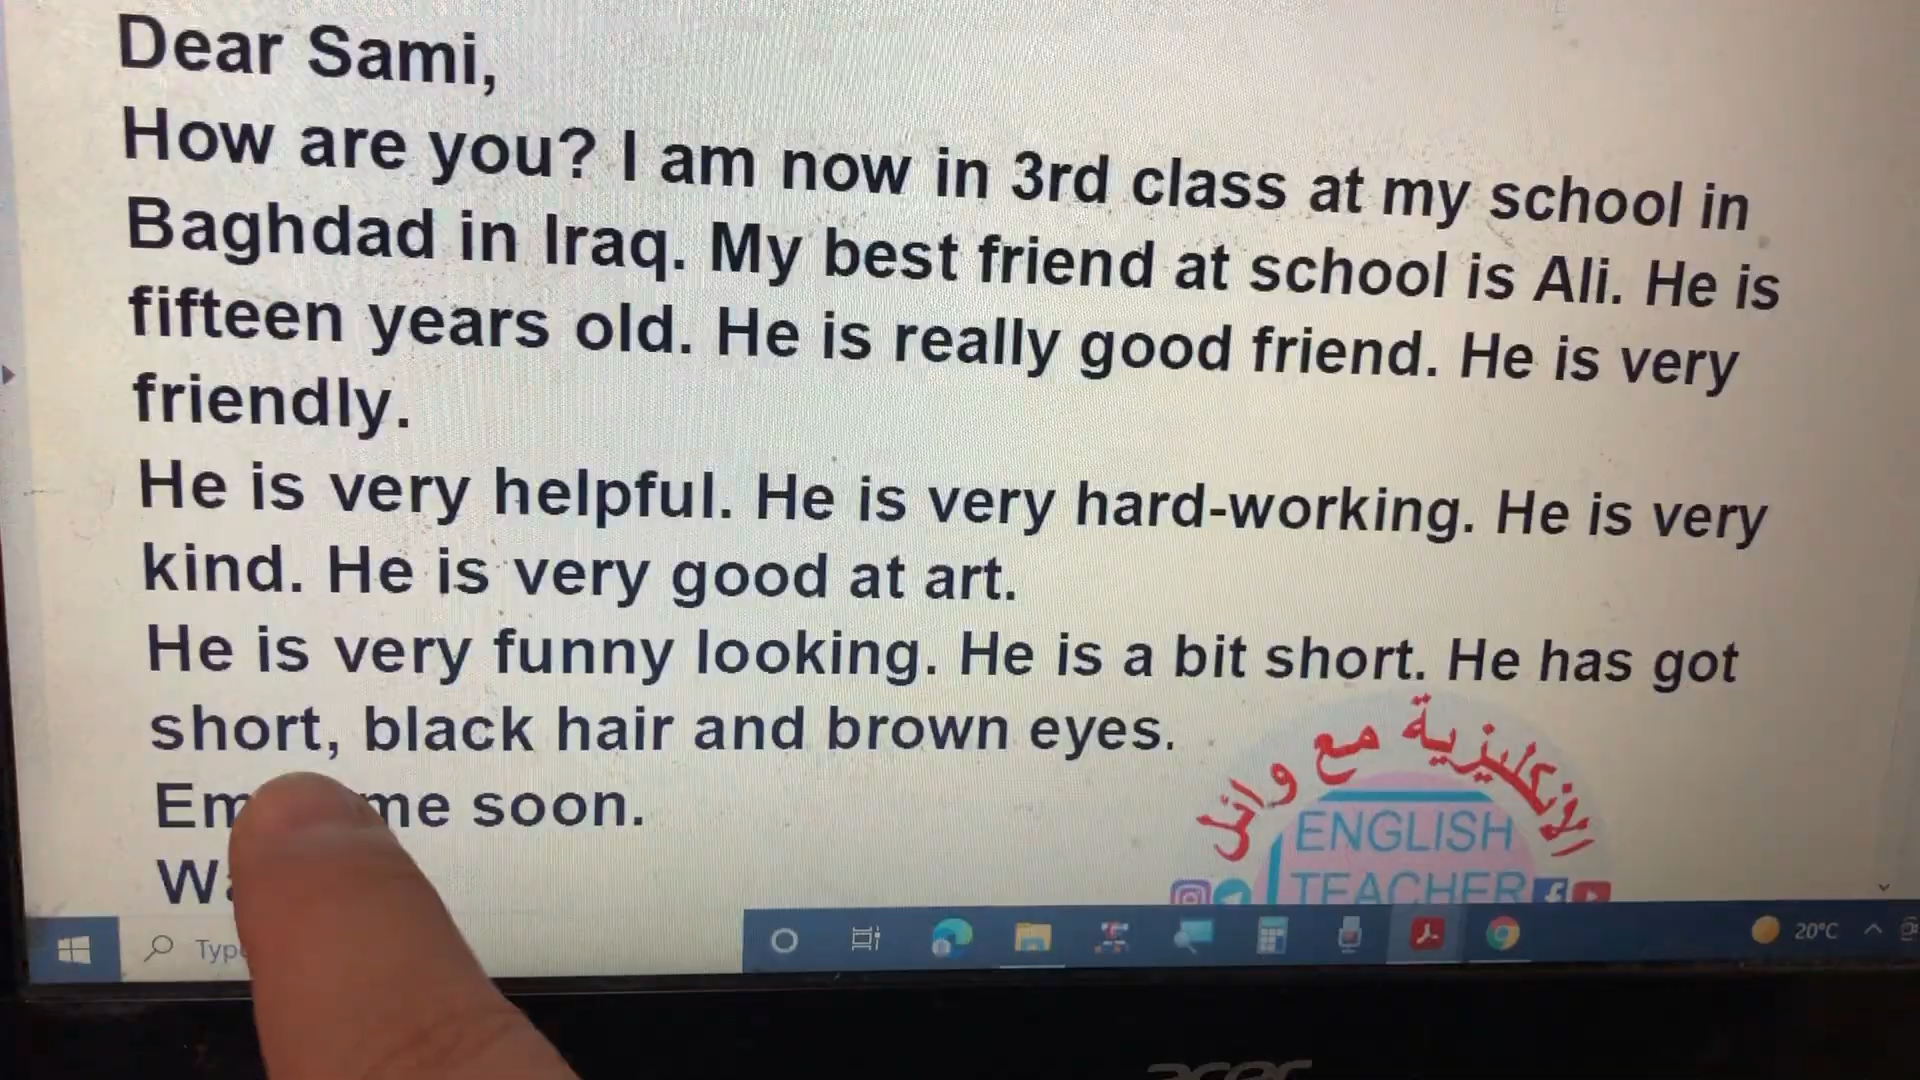 Dear Sami,
How are you? I am now in 3rd class at my school in
Baghdad in Iraq. My best friend at school is Ali. He is
fifteen years old. He is really good friend. He is very
friendly.
He is very helpful. He is very hard-working. He is very
kind. He is very good at art.
He is very funny looking. He is a bit short. He has got
short, black hair and brown eyes.
me soon.
الانكليزية مع وائل
ENGLISH
TEACHER
20°C
acer